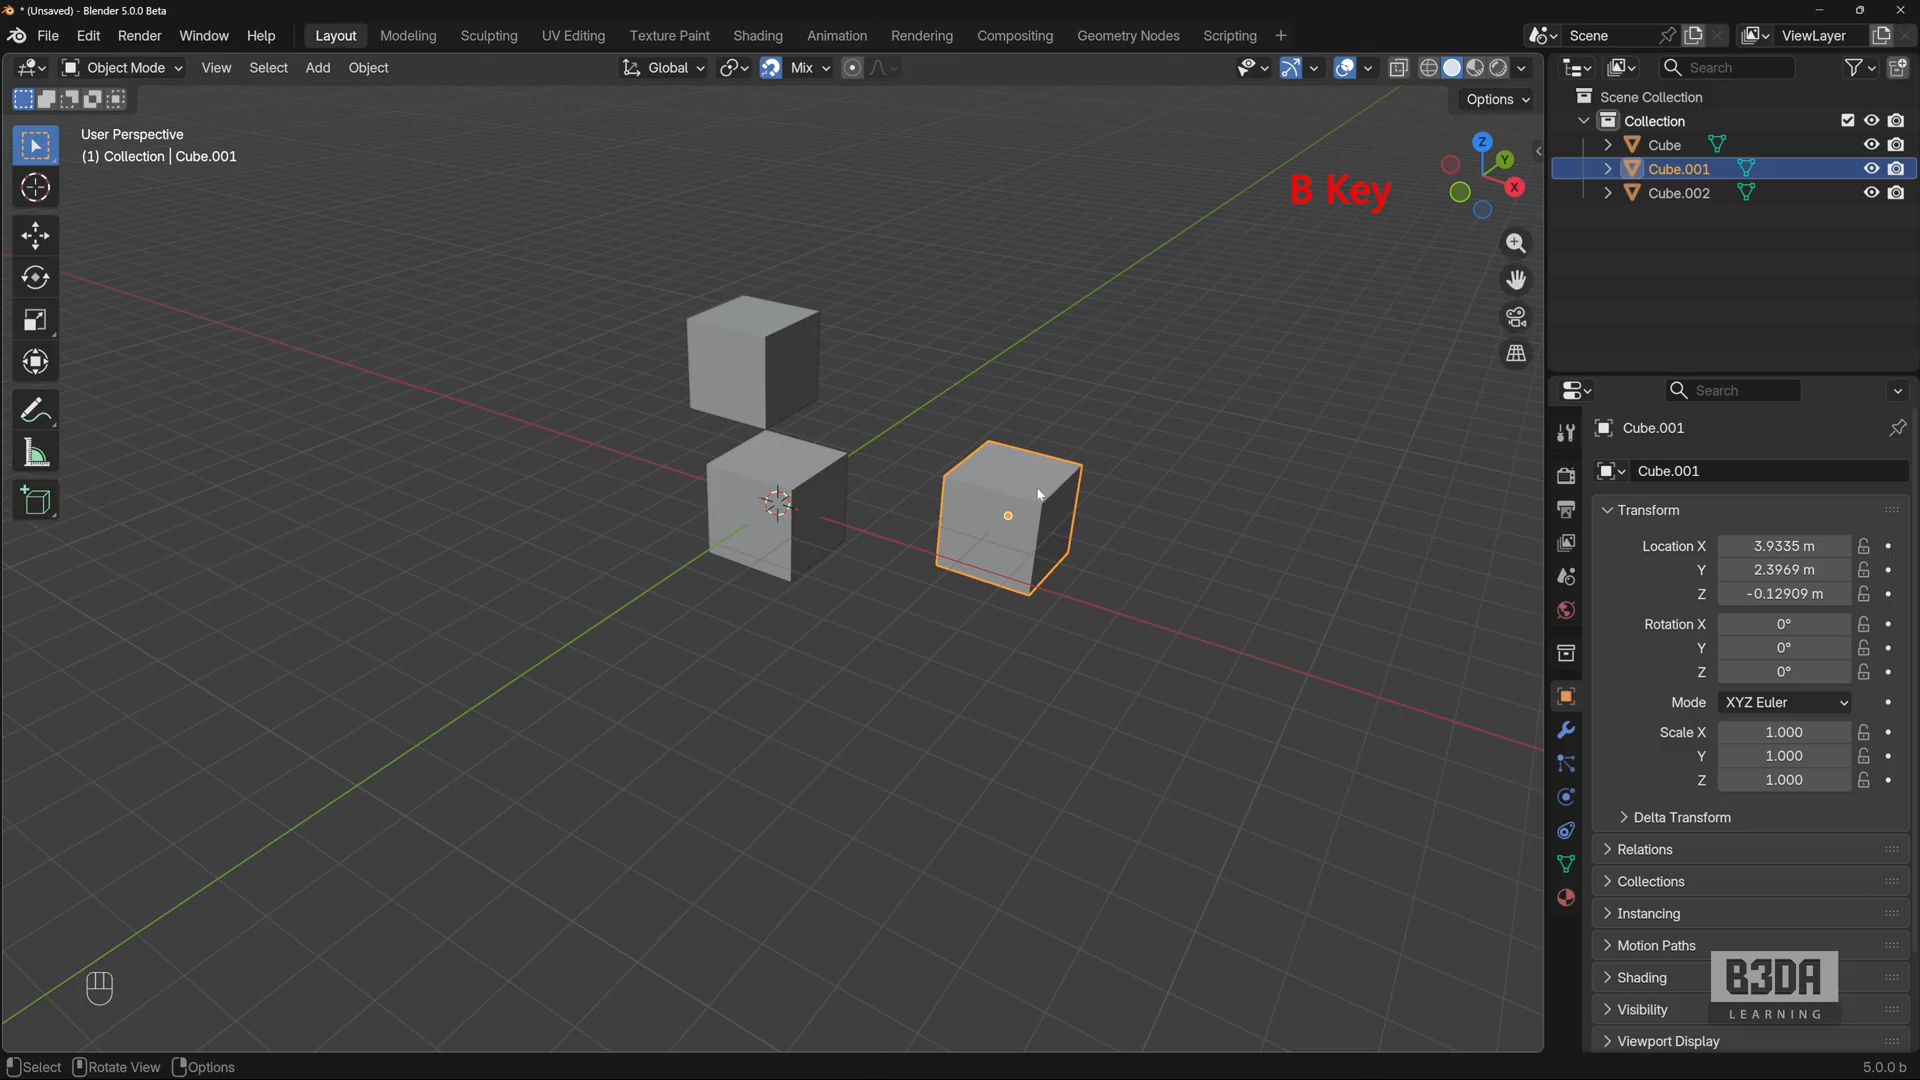 * (Unsaved) - Blender 5.0.0 Beta
File Edit Render Window Help
Layout Modeling Sculpting UV Editing Texture Paint Shading Animation Rendering Compositing Geometry Nodes Scripting
Scene
ViewLayer
Object Mode View Select Add Object
Global
Mix
Search
Options
User Perspective
(1) Collection | Cube.001
B Key
Z
Y
X
Scene Collection
Collection
Cube
Cube.001
Cube.002
Search
Cube.001
Cube.001
Transform
Location X 3.9335 m
Y 2.3969 m
Z -0.12909 m
Rotation X 0°
Y 0°
Z 0°
Mode XYZ Euler
Scale X 1.000
Y 1.000
Z 1.000
Delta Transform
Relations
Collections
Instancing
Motion Paths
Shading
Visibility
Viewport Display
B3DA
LEARNING
Select Rotate View Options
5.0.0 b